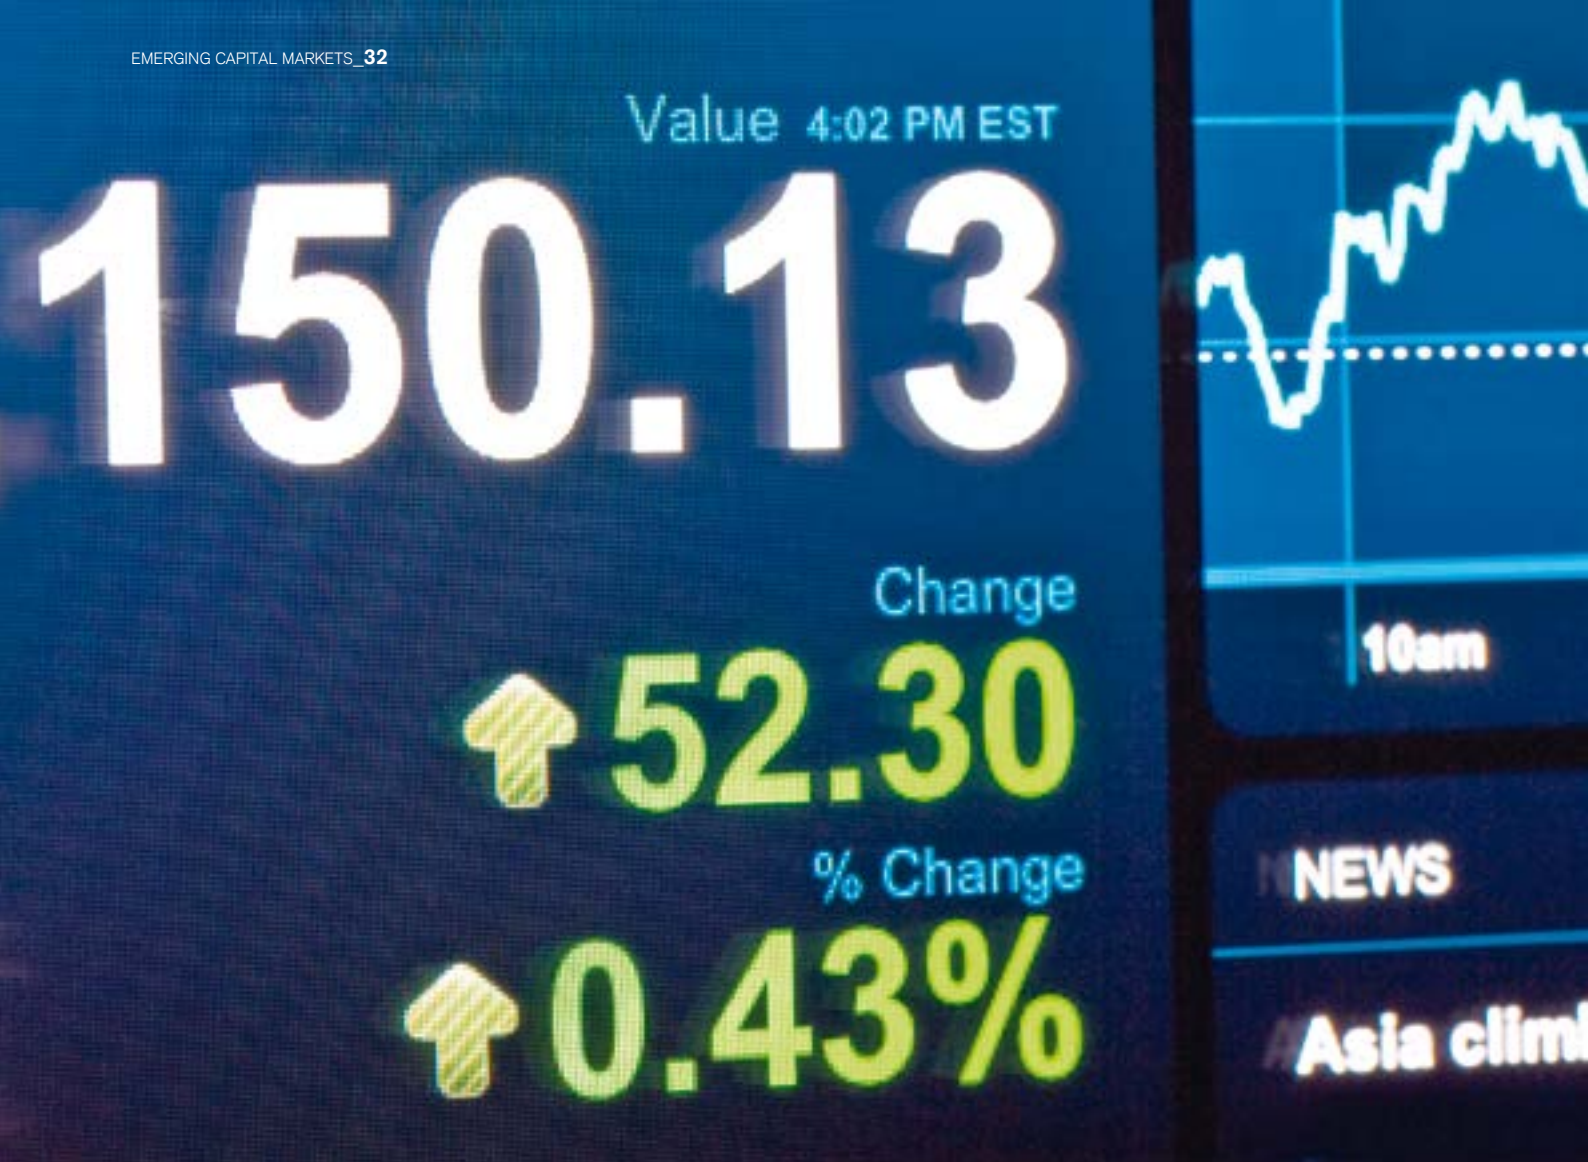 EMERGING CAPITAL MARKETS_32
Value 4:02 PM EST
150.13
Change
52.30
% Change
0.43%
10am
NEWS
Asia